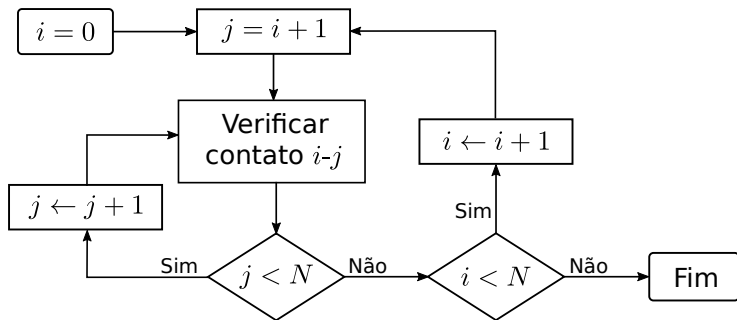 i = 0
j = i + 1
Verificar
contato i-j
i ← i + 1
j ← j + 1
Sim
Sim
j < N
Não
i < N
Não
Fim